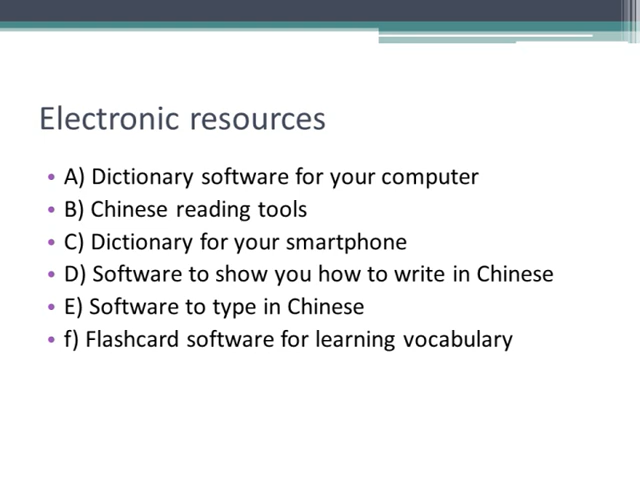 Electronic resources
• A) Dictionary software for your computer
• B) Chinese reading tools
• C) Dictionary for your smartphone
• D) Software to show you how to write in Chinese
• E) Software to type in Chinese
• f) Flashcard software for learning vocabulary